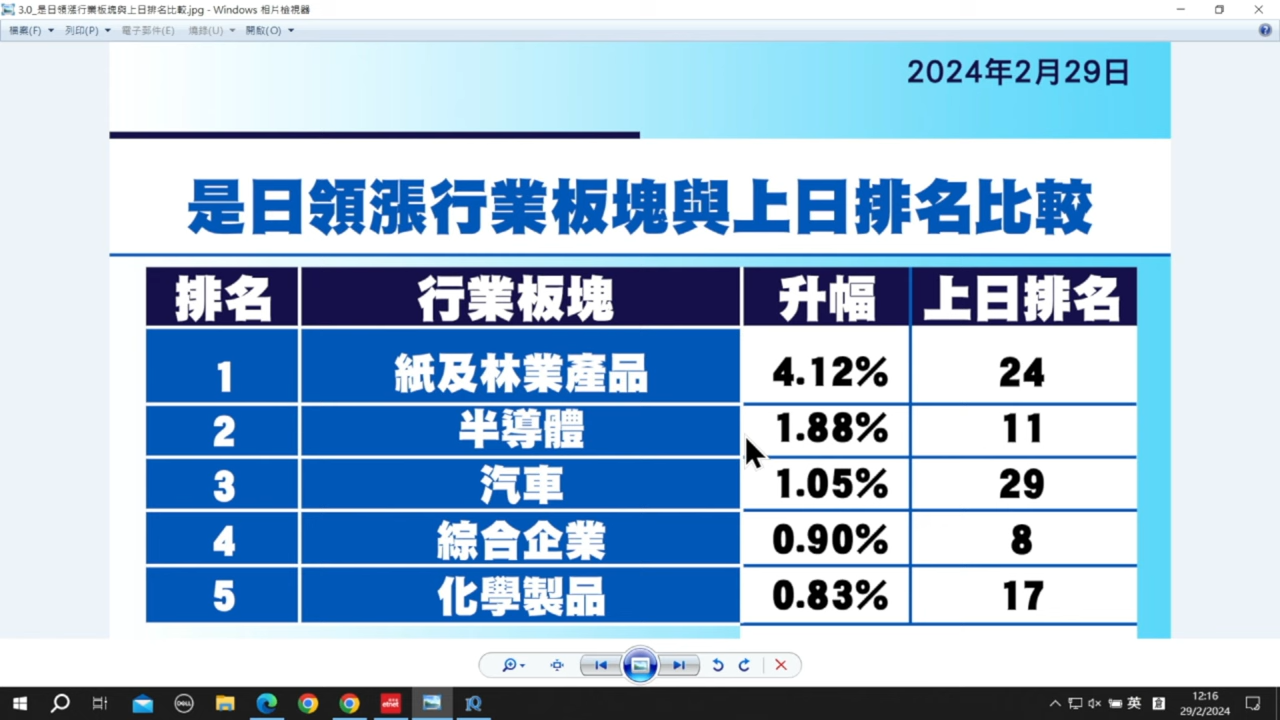 3.0_是日領漲行業板塊與上日排名比較.jpg - Windows 相片檢視器
檔案(F) 列印(P) 電子郵件(E) 燒錄(U) 開啟(O)
2024年2月29日
是日領漲行業板塊與上日排名比較
排名 行業板塊 升幅 上日排名
1 紙及林業產品 4.12% 24
2 半導體 1.88% 11
3 汽車 1.05% 29
4 綜合企業 0.90% 8
5 化學製品 0.83% 17
DELL etnet IQ 英 12:16
29/2/2024